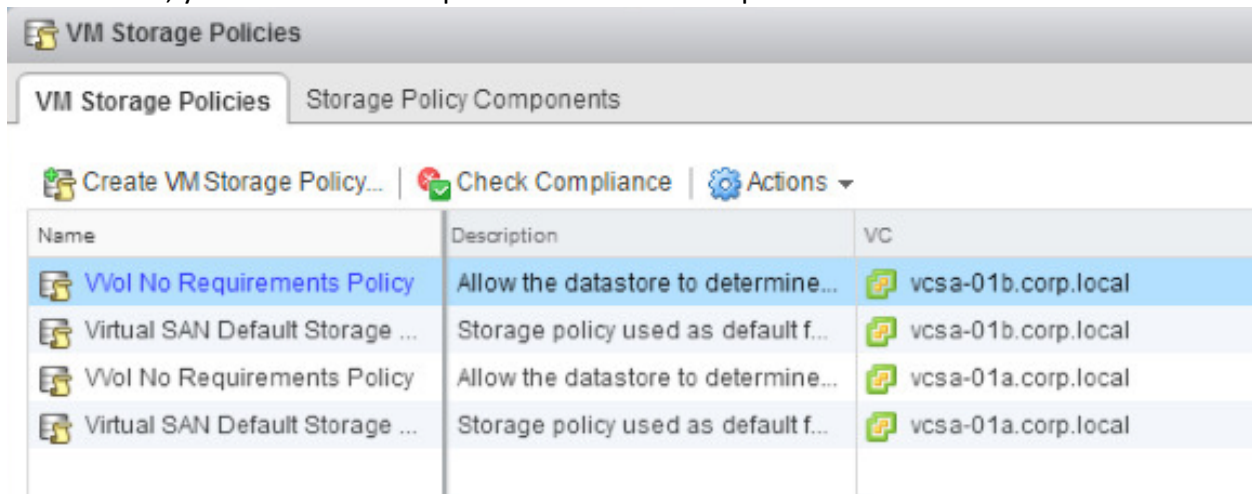 VM Storage Policies
VM Storage Policies Storage Policy Components
Create VM Storage Policy... Check Compliance Actions
Name Description VC
VVol No Requirements Policy Allow the datastore to determine... vcsa-01b.corp.local
Virtual SAN Default Storage ... Storage policy used as default f... vcsa-01b.corp.local
VVol No Requirements Policy Allow the datastore to determine... vcsa-01a.corp.local
Virtual SAN Default Storage ... Storage policy used as default f... vcsa-01a.corp.local